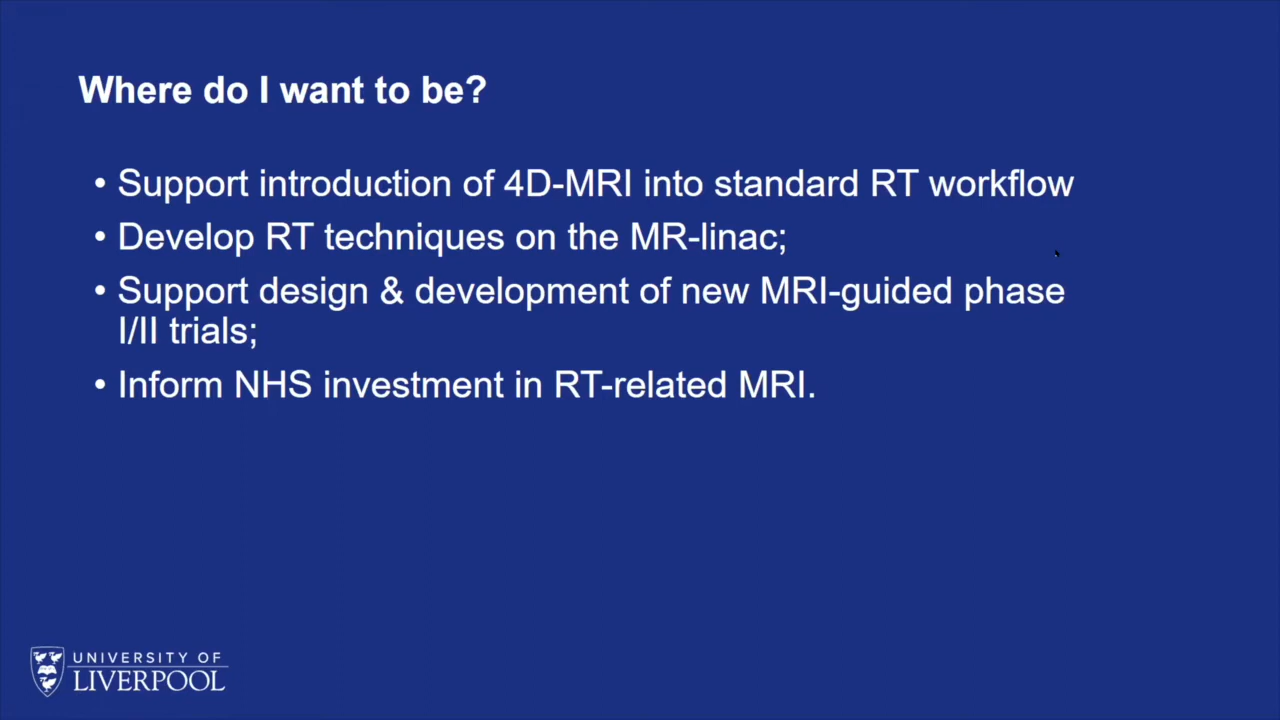 Where do I want to be?
• Support introduction of 4D-MRI into standard RT workflow
• Develop RT techniques on the MR-linac;
• Support design & development of new MRI-guided phase
I/II trials;
• Inform NHS investment in RT-related MRI.
UNIVERSITY OF
LIVERPOOL